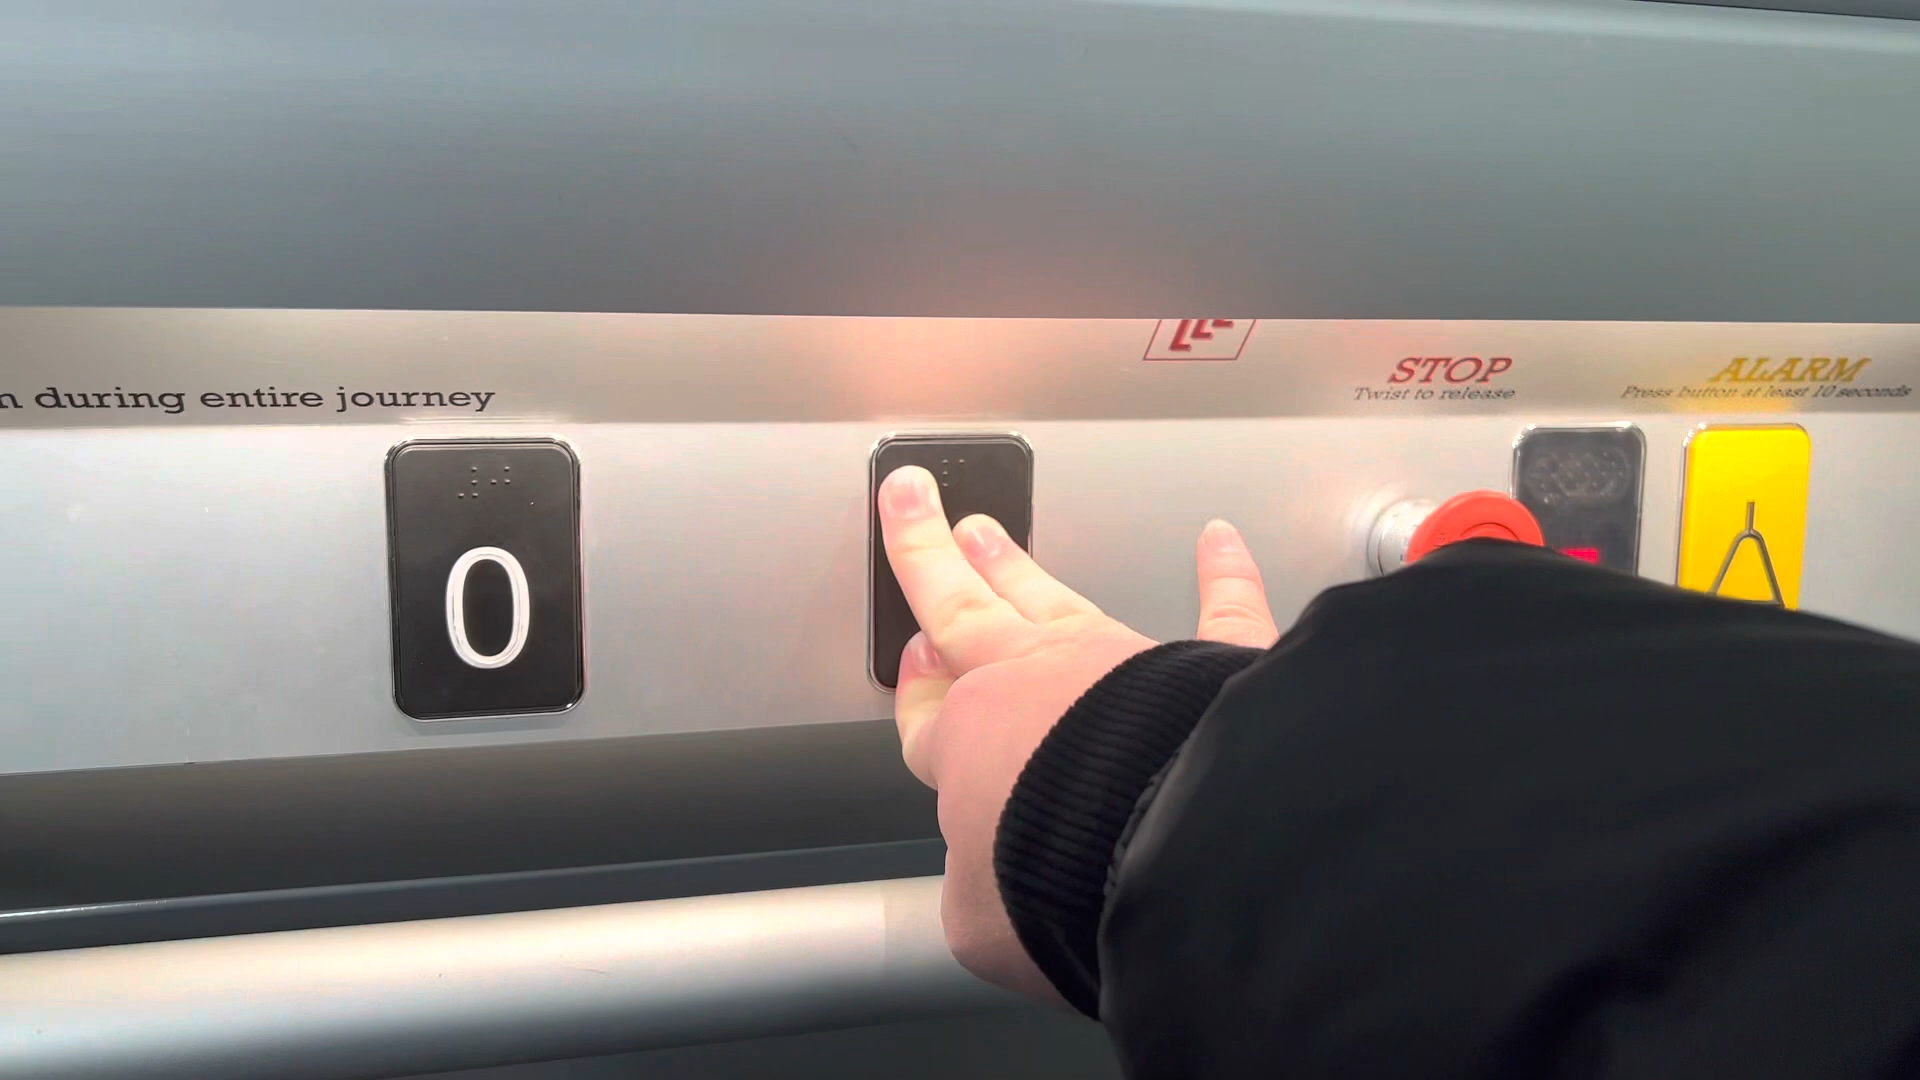 during entire journey
STOP
Twist to release
ALARM
Press button at least 10 seconds
0